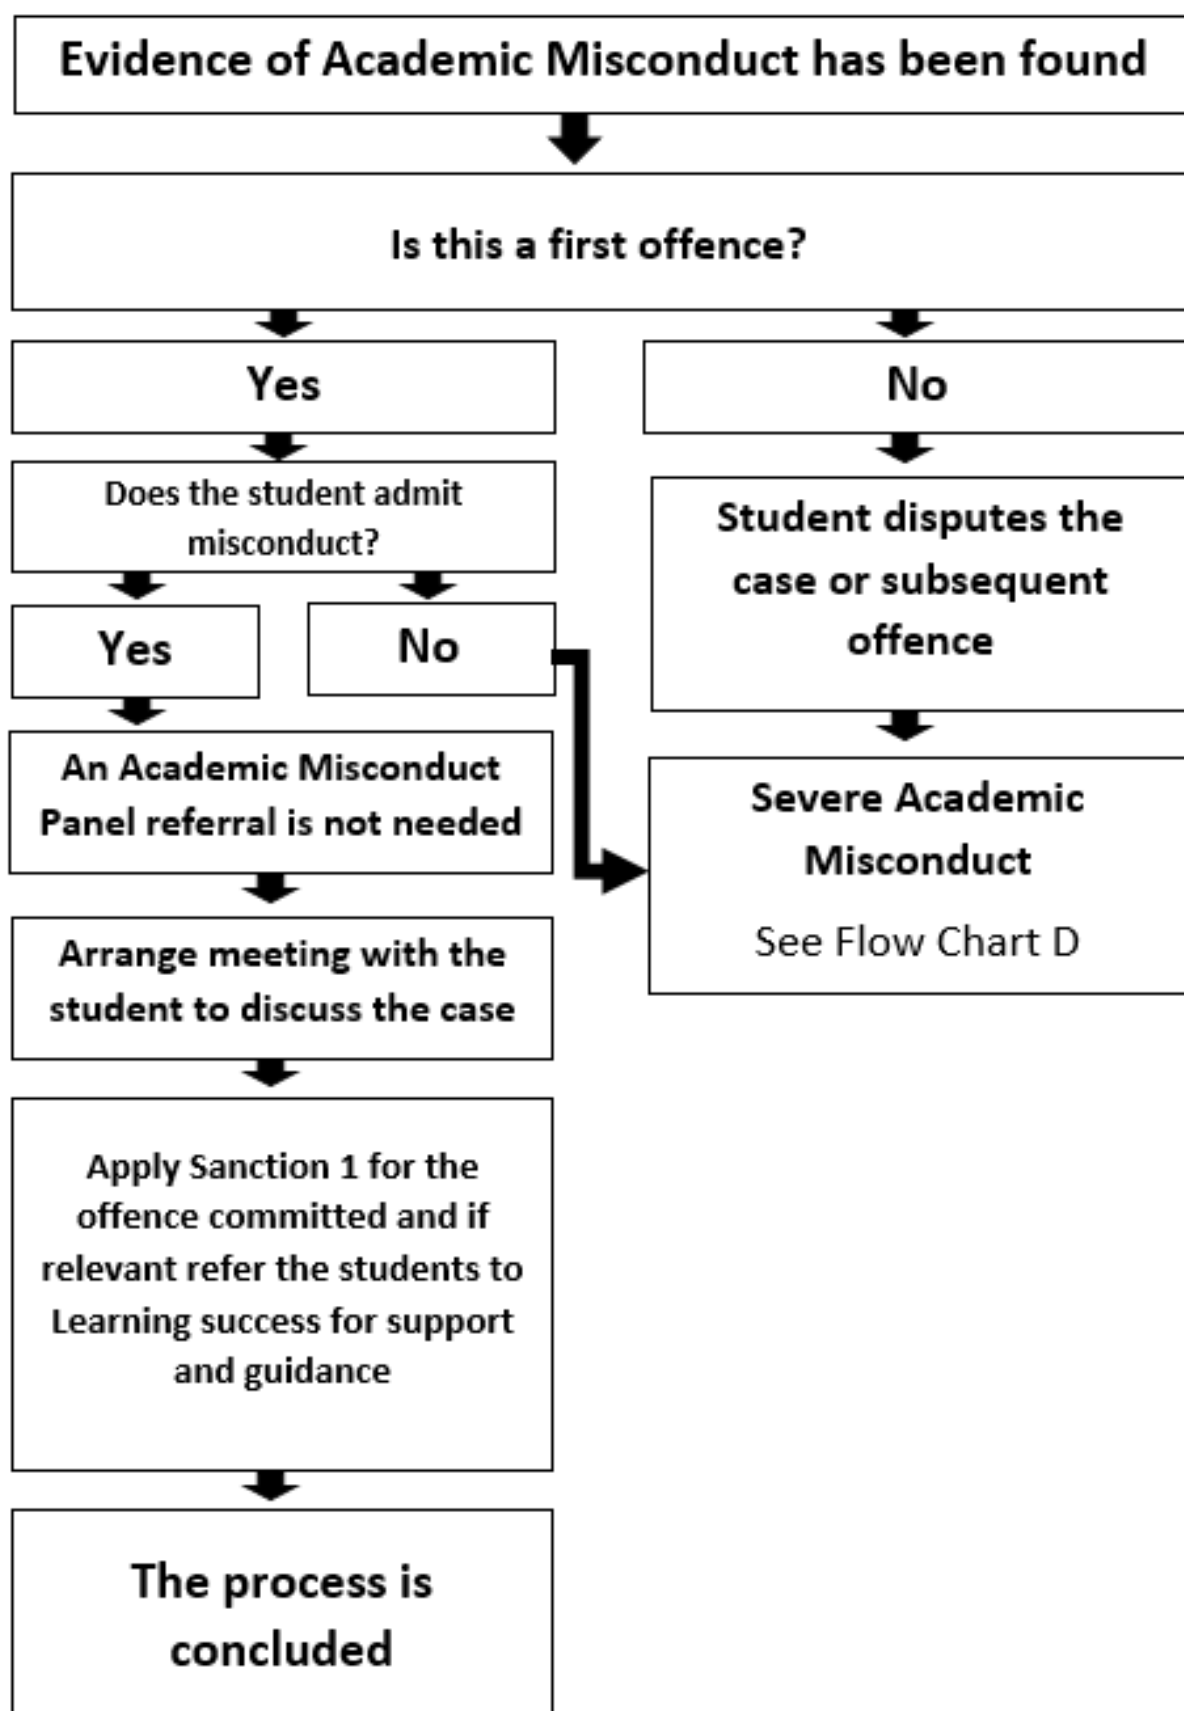 Evidence of Academic Misconduct has been found
Is this a first offence?
Yes
No
Does the student admit
misconduct?
Yes
No
Student disputes the
case or subsequent
offence
An Academic Misconduct
Panel referral is not needed
Severe Academic
Misconduct
See Flow Chart D
Arrange meeting with the
student to discuss the case
Apply Sanction 1 for the
offence committed and if
relevant refer the students to
Learning success for support
and guidance
The process is
concluded